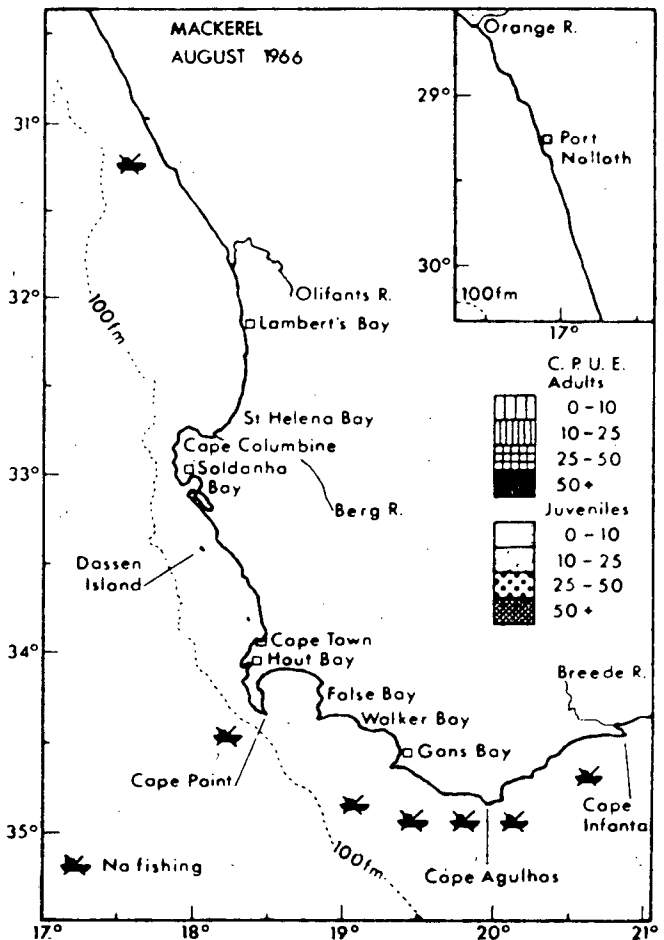 MACKEREL
AUGUST 1966
Orange R.
29°
Port
Nolloth
30°
100fm
17°
31°
32°
33°
34°
35°
100fm
Olifants R.
Lambert's Bay
St Helena Bay
Cape Columbine
Saldanha
Bay
Berg R.
Dassen
Island
Cape Town
Hout Bay
False Bay
Walker Bay
Gans Bay
Breede R.
Cape Point
Cape
Infanta
Cape Agulhas
100fm
No fishing
C. P. U. E.
Adults
0-10
10-25
25-50
50+
Juveniles
0-10
10-25
25-50
50+
17°
18°
19°
20°
21°